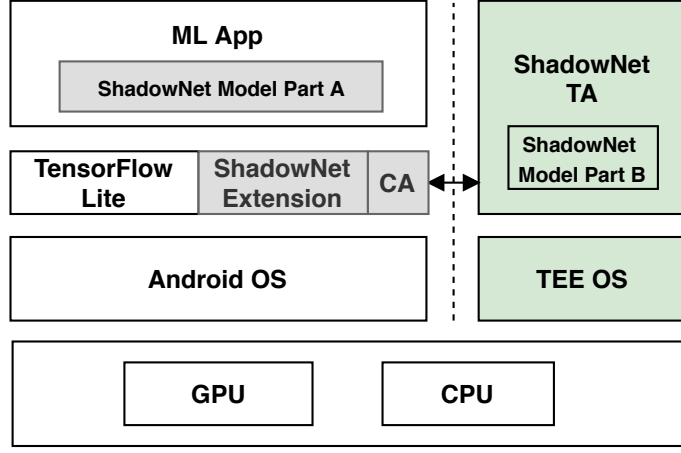 ML App
ShadowNet Model Part A
TensorFlow
Lite
ShadowNet
Extension
CA
Android OS
ShadowNet
TA
ShadowNet
Model Part B
TEE OS
GPU
CPU